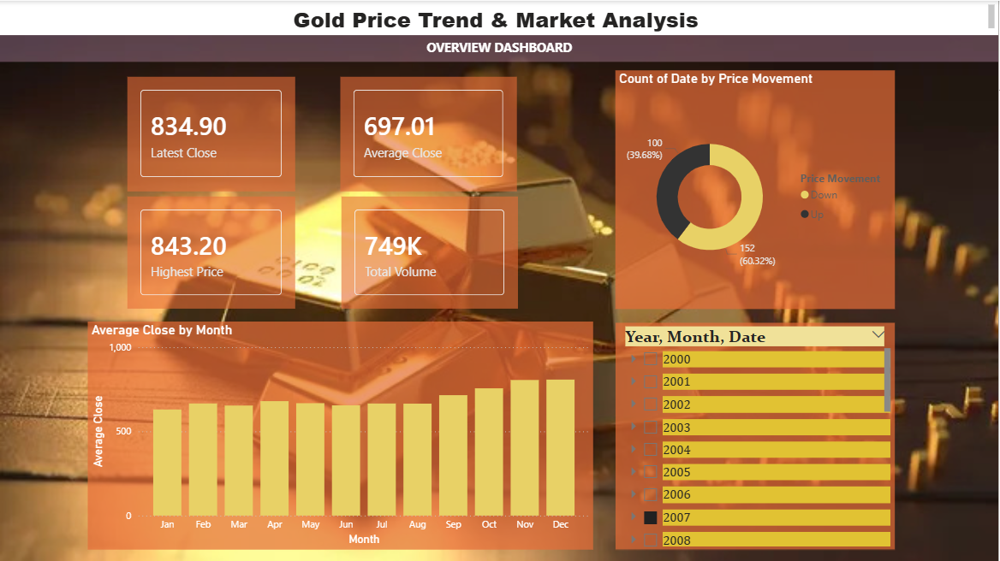 Gold Price Trend & Market Analysis
OVERVIEW DASHBOARD
834.90
Latest Close
697.01
Average Close
843.20
Highest Price
749K
Total Volume
Count of Date by Price Movement
100
(39.68%)
152
(60.32%)
Price Movement
Down
Up
Average Close by Month
Average Close
1,000
500
0
Jan Feb Mar Apr May Jun Jul Aug Sep Oct Nov Dec
Month
Year, Month, Date
2000
2001
2002
2003
2004
2005
2006
2007
2008